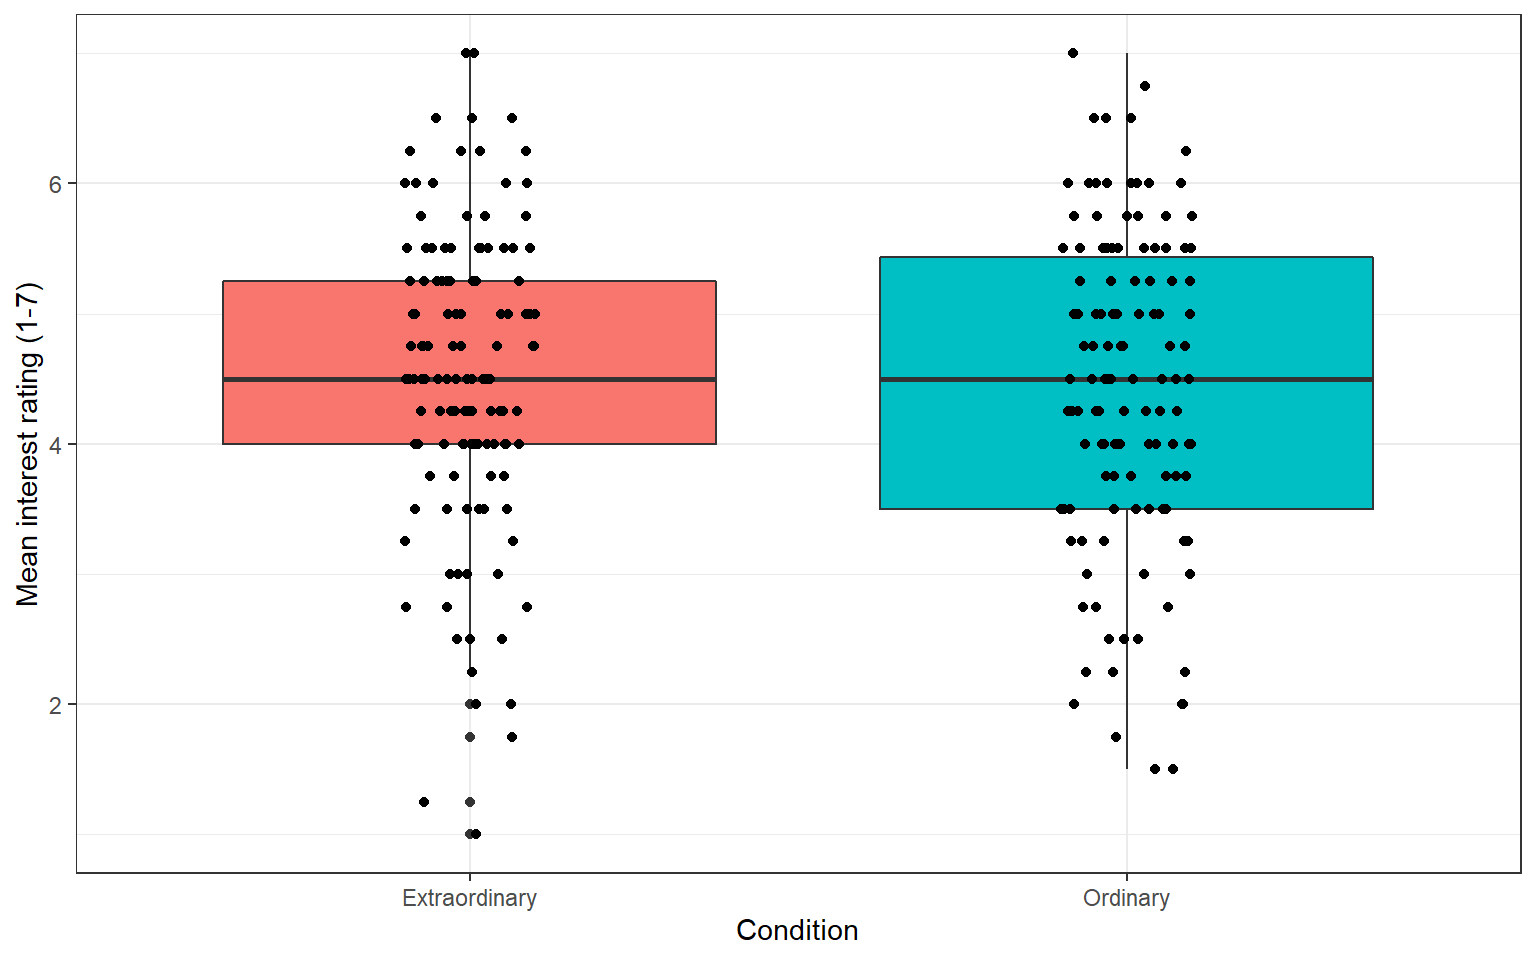 Mean interest rating (1-7)
6
4
2
Extraordinary
Ordinary
Condition